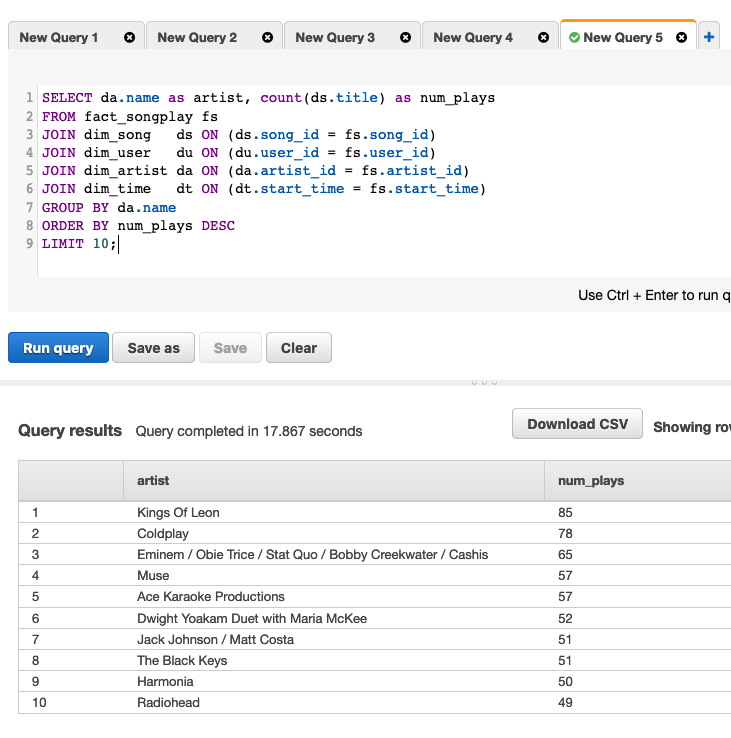 New Query 1 New Query 2 New Query 3 New Query 4 New Query 5 +
1 SELECT da.name as artist, count(ds.title) as num_plays
2 FROM fact_songplay fs
3 JOIN dim_song   ds ON (ds.song_id = fs.song_id)
4 JOIN dim_user   du ON (du.user_id = fs.user_id)
5 JOIN dim_artist da ON (da.artist_id = fs.artist_id)
6 JOIN dim_time   dt ON (dt.start_time = fs.start_time)
7 GROUP BY da.name
8 ORDER BY num_plays DESC
9 LIMIT 10;
Use Ctrl + Enter to run q
Run query Save as Save Clear
Query results Query completed in 17.867 seconds Download CSV Showing
artist num_plays
1 Kings Of Leon 85
2 Coldplay 78
3 Eminem / Obie Trice / Stat Quo / Bobby Creekwater / Cashis 65
4 Muse 57
5 Ace Karaoke Productions 57
6 Dwight Yoakam Duet with Maria McKee 52
7 Jack Johnson / Matt Costa 51
8 The Black Keys 51
9 Harmonia 50
10 Radiohead 49